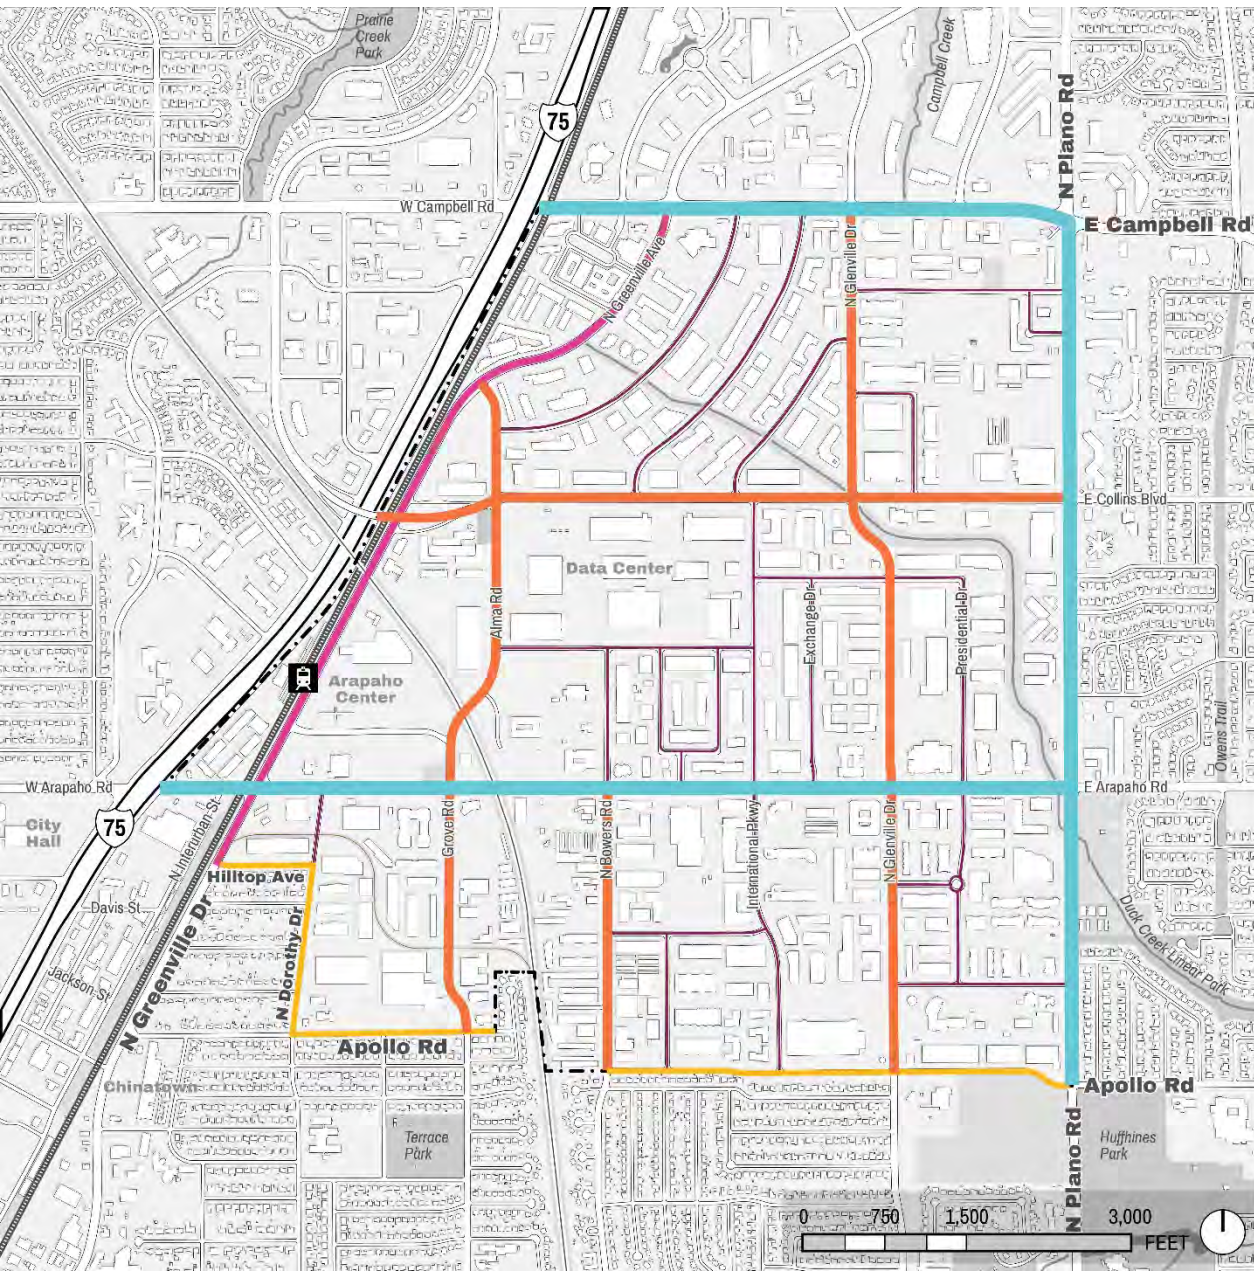 Prairie
Creek
Park
Campbell Creek
N Plano Rd
75
W Campbell Rd
E Campbell Rd
N Greenville Ave
N Glenville Dr
E Collins Blvd
Data Center
Alma Rd
Exchange Dr
Presidential Dr
Arapaho
Center
Owens Trail
W Arapaho Rd
E Arapaho Rd
75
City
Hall
N Interurban St
Grove Rd
N Bowers Rd
International Pkwy
N Glenville Dr
Hilltop Ave
Davis St
N Dorothy Dr
Duck Creek Linear Park
Jackson St
N Greenville Dr
Apollo Rd
Chinatown
Apollo Rd
Terrace
Park
Huffhines
Park
N Plano Rd
0 750 1,500 3,000
FEET